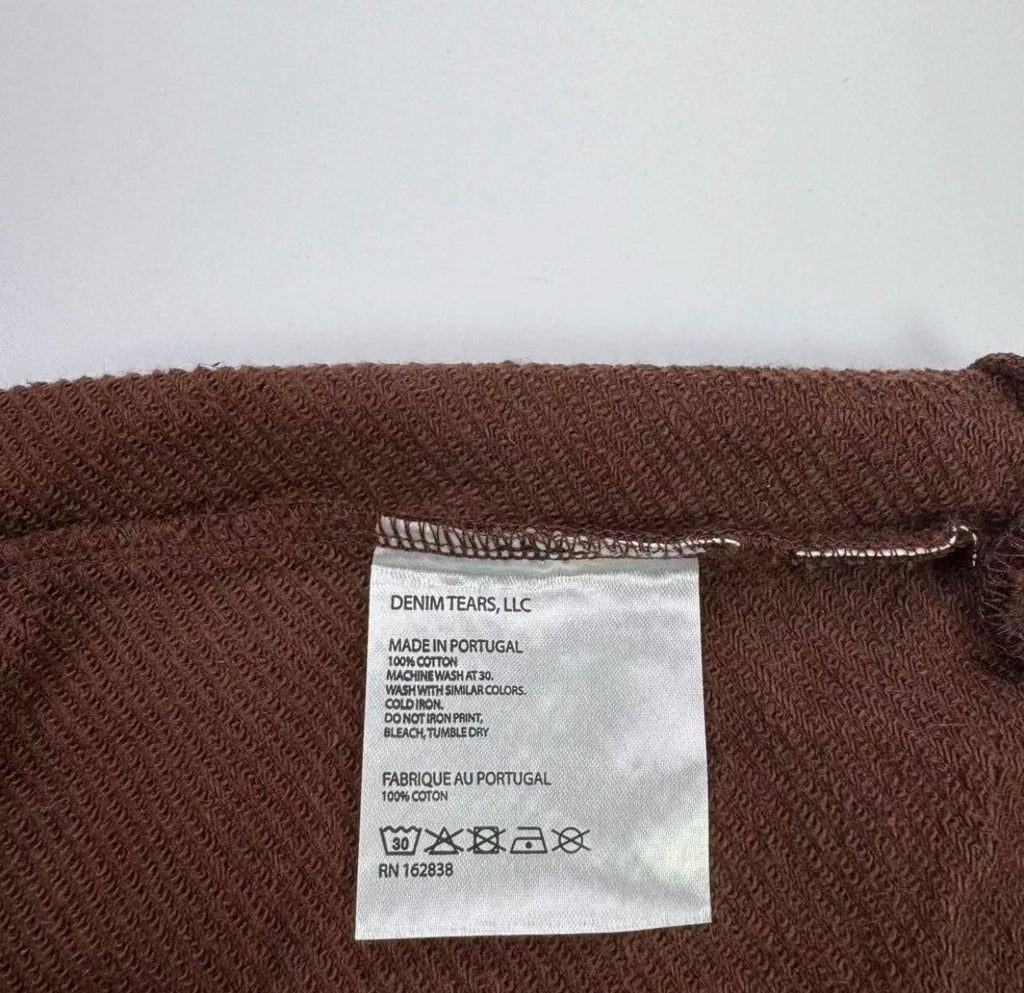 DENIM TEARS, LLC
MADE IN PORTUGAL
100% COTTON
MACHINE WASH AT 30.
WASH WITH SIMILAR COLORS.
COLD IRON.
DO NOT IRON PRINT,
BLEACH, TUMBLE DRY
FABRIQUE AU PORTUGAL
100% COTON
30
RN 162838